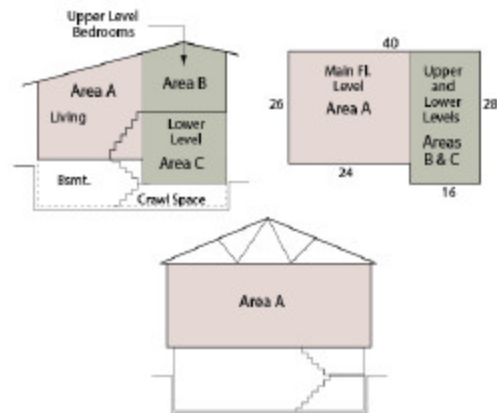 Upper Level
Bedrooms
Area A
Area B
Living
Lower
Level
Area C
Bsmt.
Crawl Space
40
Main Fl.
Level
Area A
Upper
and
Lower
Levels
Areas
B & C
26
28
24
16
Area A